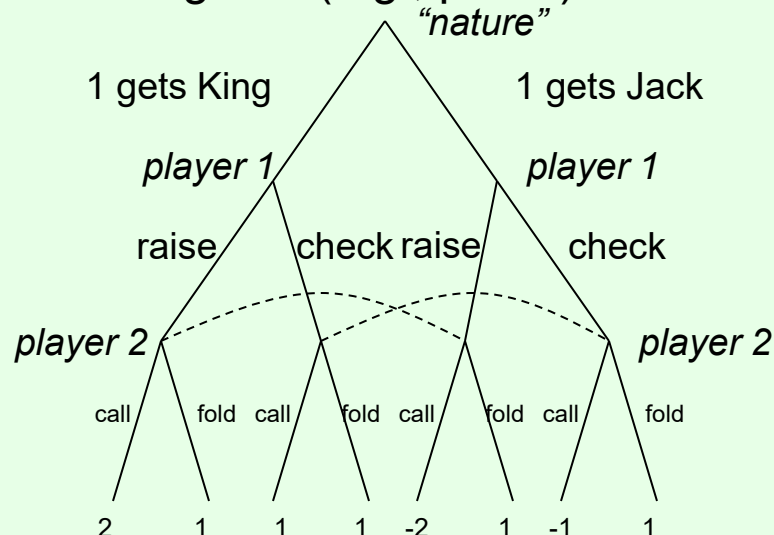 "nature"
1 gets King 1 gets Jack
player 1 player 1
raise check raise check
player 2 player 2
call fold call fold call fold call fold
2 1 1 1 -2 1 -1 1